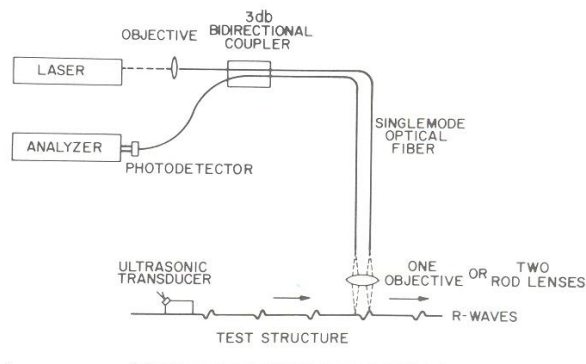 3db
BIDIRECTIONAL
COUPLER
OBJECTIVE
LASER
SINGLEMODE
OPTICAL
FIBER
ANALYZER
PHOTODETECTOR
ULTRASONIC
TRANSDUCER
ONE
OBJECTIVE
OR
TWO
ROD LENSES
R-WAVES
TEST STRUCTURE